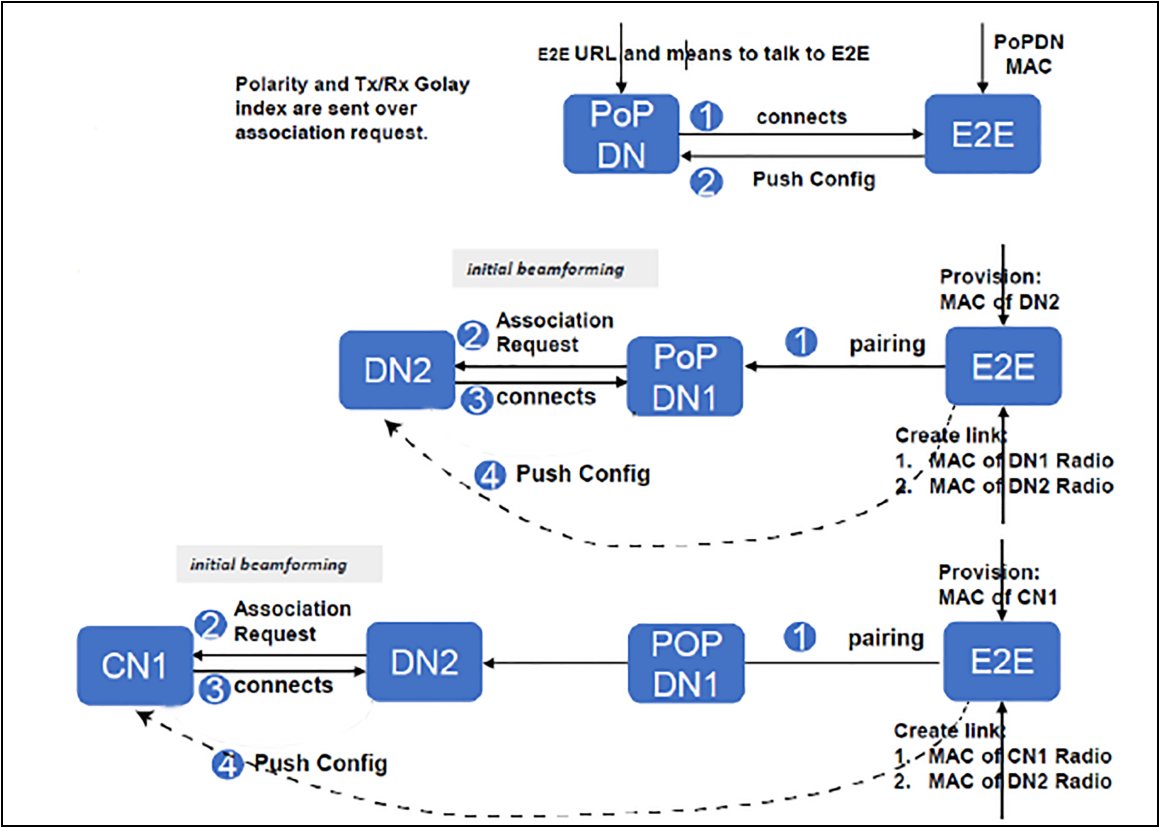 E2E URL and means to talk to E2E
PoPDN
MAC
Polarity and Tx/Rx Golay
index are sent over
association request.
PoP
DN
1
connects
E2E
2
Push Config
initial beamforming
Provision:
MAC of DN2
2
Association
Request
1
pairing
DN2
PoP
DN1
E2E
3
connects
Create link:
1. MAC of DN1 Radio
2. MAC of DN2 Radio
4
Push Config
initial beamforming
Provision:
MAC of CN1
2
Association
Request
1
pairing
CN1
DN2
POP
DN1
E2E
3
connects
Create link:
1. MAC of CN1 Radio
2. MAC of DN2 Radio
4
Push Config